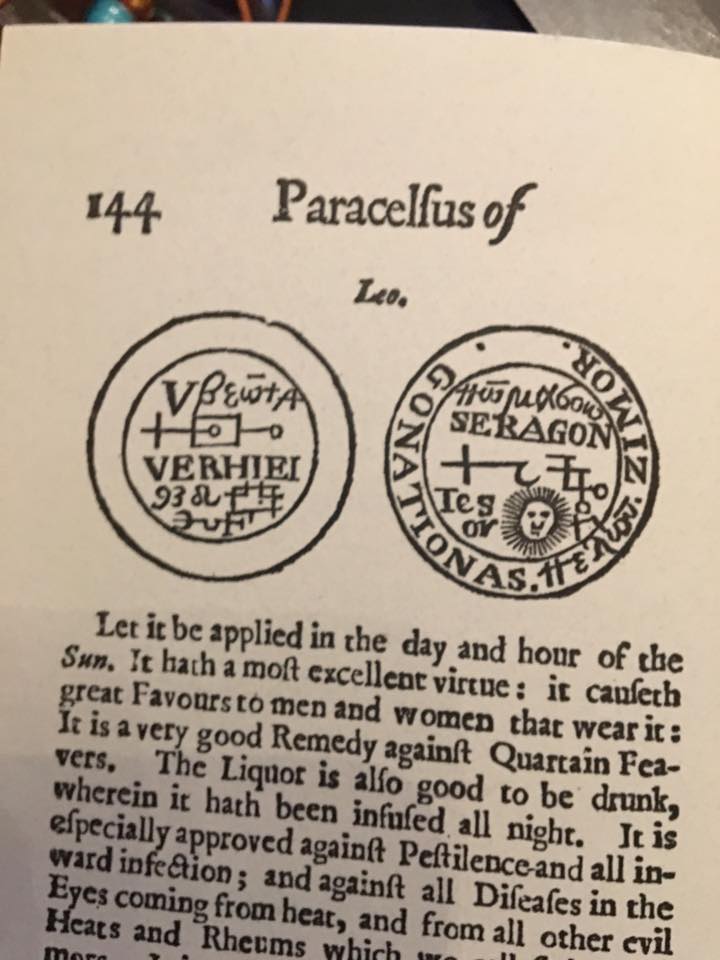 144 Paracelſus of
Leo.
VERHIEI
SERAGON
Tes
or
GONATIONAS.
IZ MOR.
Let it be applied in the day and hour of the
Sun. It hath a moſt excellent virtue: it cauſeth
great Favours to men and women that wear it:
It is a very good Remedy againſt Quartain Fea-
vers. The Liquor is alſo good to be drunk,
wherein it hath been infuſed all night. It is
eſpecially approved againſt Peſtilence and all in-
ward infection; and againſt all Diſeaſes in the
Eyes coming from heat, and from all other evil
Heats and Rheums which we call